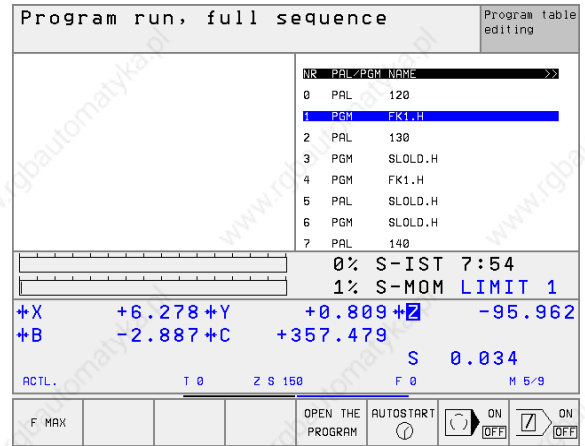 Program run, full sequence
Program table
editing
NR PAL/PGM NAME >>
0 PAL 120
1 PGM FK1.H
2 PAL 130
3 PGM SLOLD.H
4 PGM FK1.H
5 PAL SLOLD.H
6 PGM SLOLD.H
7 PAL 140
0% S-IST 7:54
1% S-MOM LIMIT 1
X +6.278 Y +0.809 Z -95.962
B -2.887 C +357.479
S 0.034
ACTL. T 0 Z S 150 F 0 M 5/9
F MAX
OPEN THE
PROGRAM
AUTOSTART
ON
OFF
ON
OFF
www.rgbautomatyka.pl